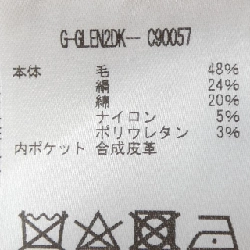 G-GLEN2DK-- C90057
本体 毛 48%
絹 24%
綿 20%
ナイロン 5%
ポリウレタン 3%
内ポケット 合成皮革